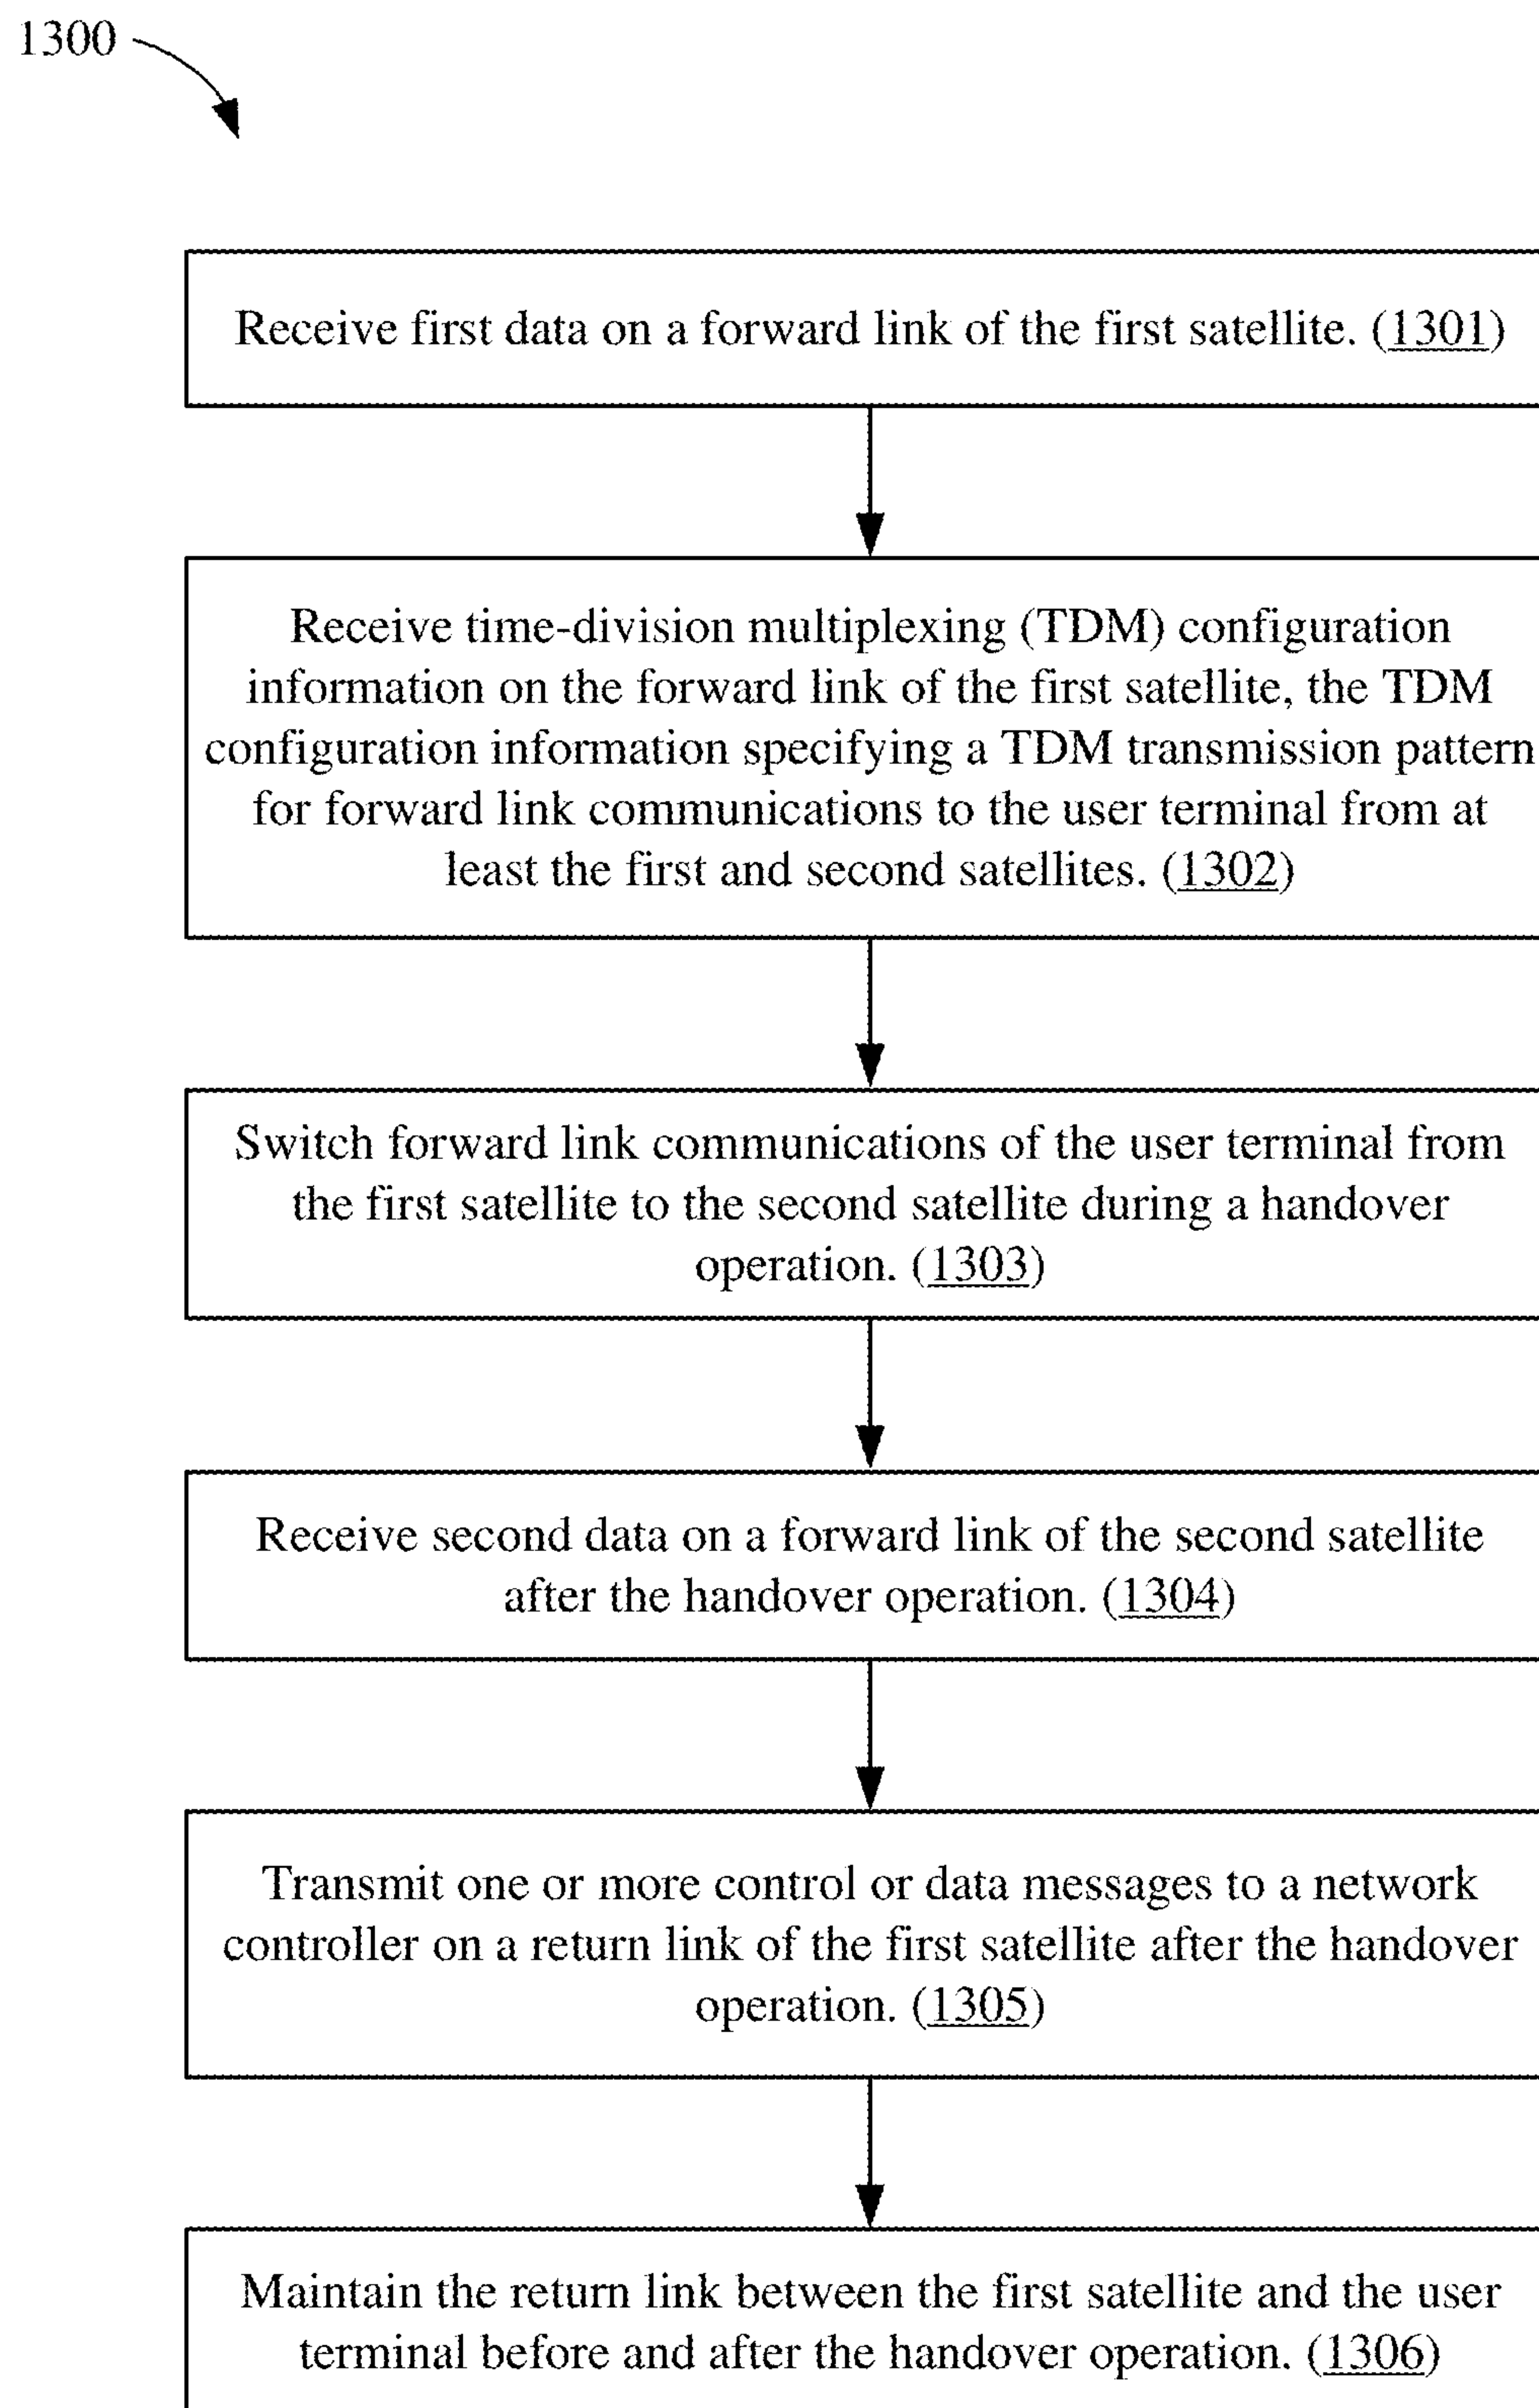 1300
Receive first data on a forward link of the first satellite. (1301)
Receive time-division multiplexing (TDM) configuration
information on the forward link of the first satellite, the TDM
configuration information specifying a TDM transmission pattern
for forward link communications to the user terminal from at
least the first and second satellites. (1302)
Switch forward link communications of the user terminal from
the first satellite to the second satellite during a handover
operation. (1303)
Receive second data on a forward link of the second satellite
after the handover operation. (1304)
Transmit one or more control or data messages to a network
controller on a return link of the first satellite after the handover
operation. (1305)
Maintain the return link between the first satellite and the user
terminal before and after the handover operation. (1306)